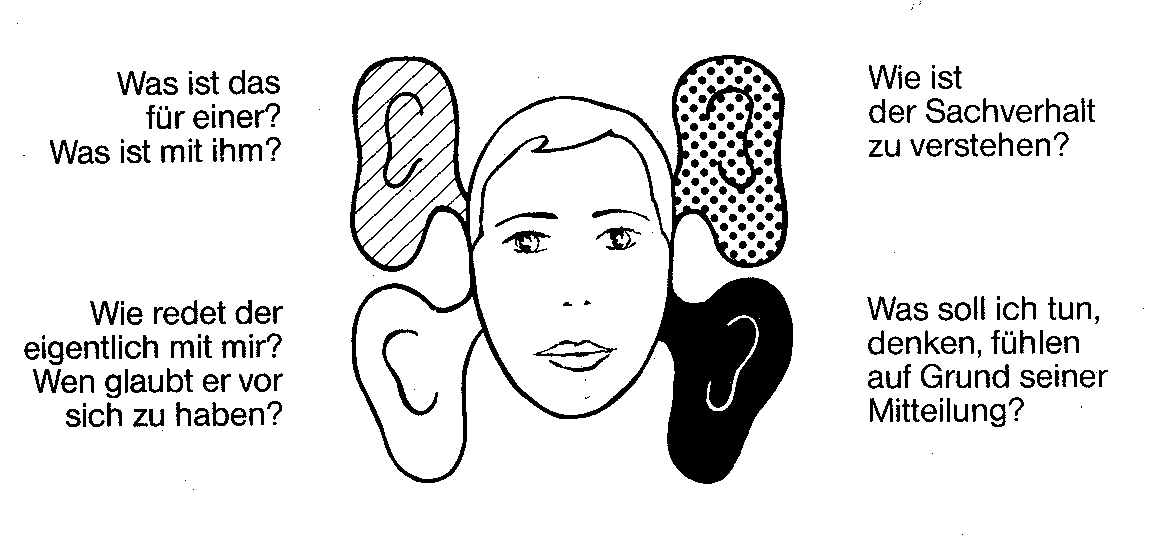 Was ist das
für einer?
Was ist mit ihm?
Wie ist
der Sachverhalt
zu verstehen?
Wie redet der
eigentlich mit mir?
Wen glaubt er vor
sich zu haben?
Was soll ich tun,
denken, fühlen
auf Grund seiner
Mitteilung?